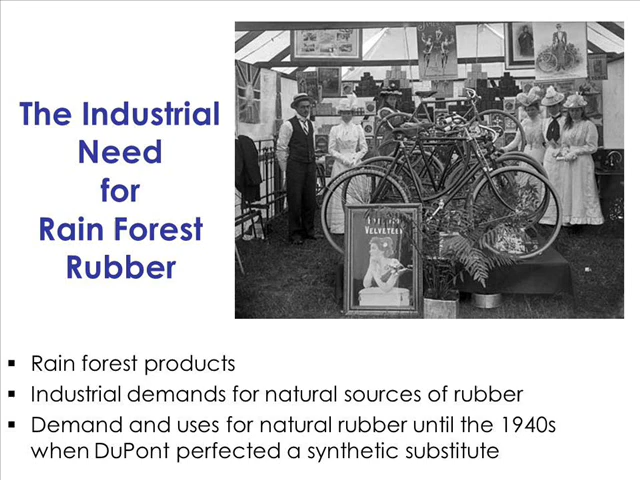 The Industrial
Need
for
Rain Forest
Rubber
VELVETEEN
▪ Rain forest products
▪ Industrial demands for natural sources of rubber
▪ Demand and uses for natural rubber until the 1940s
when DuPont perfected a synthetic substitute